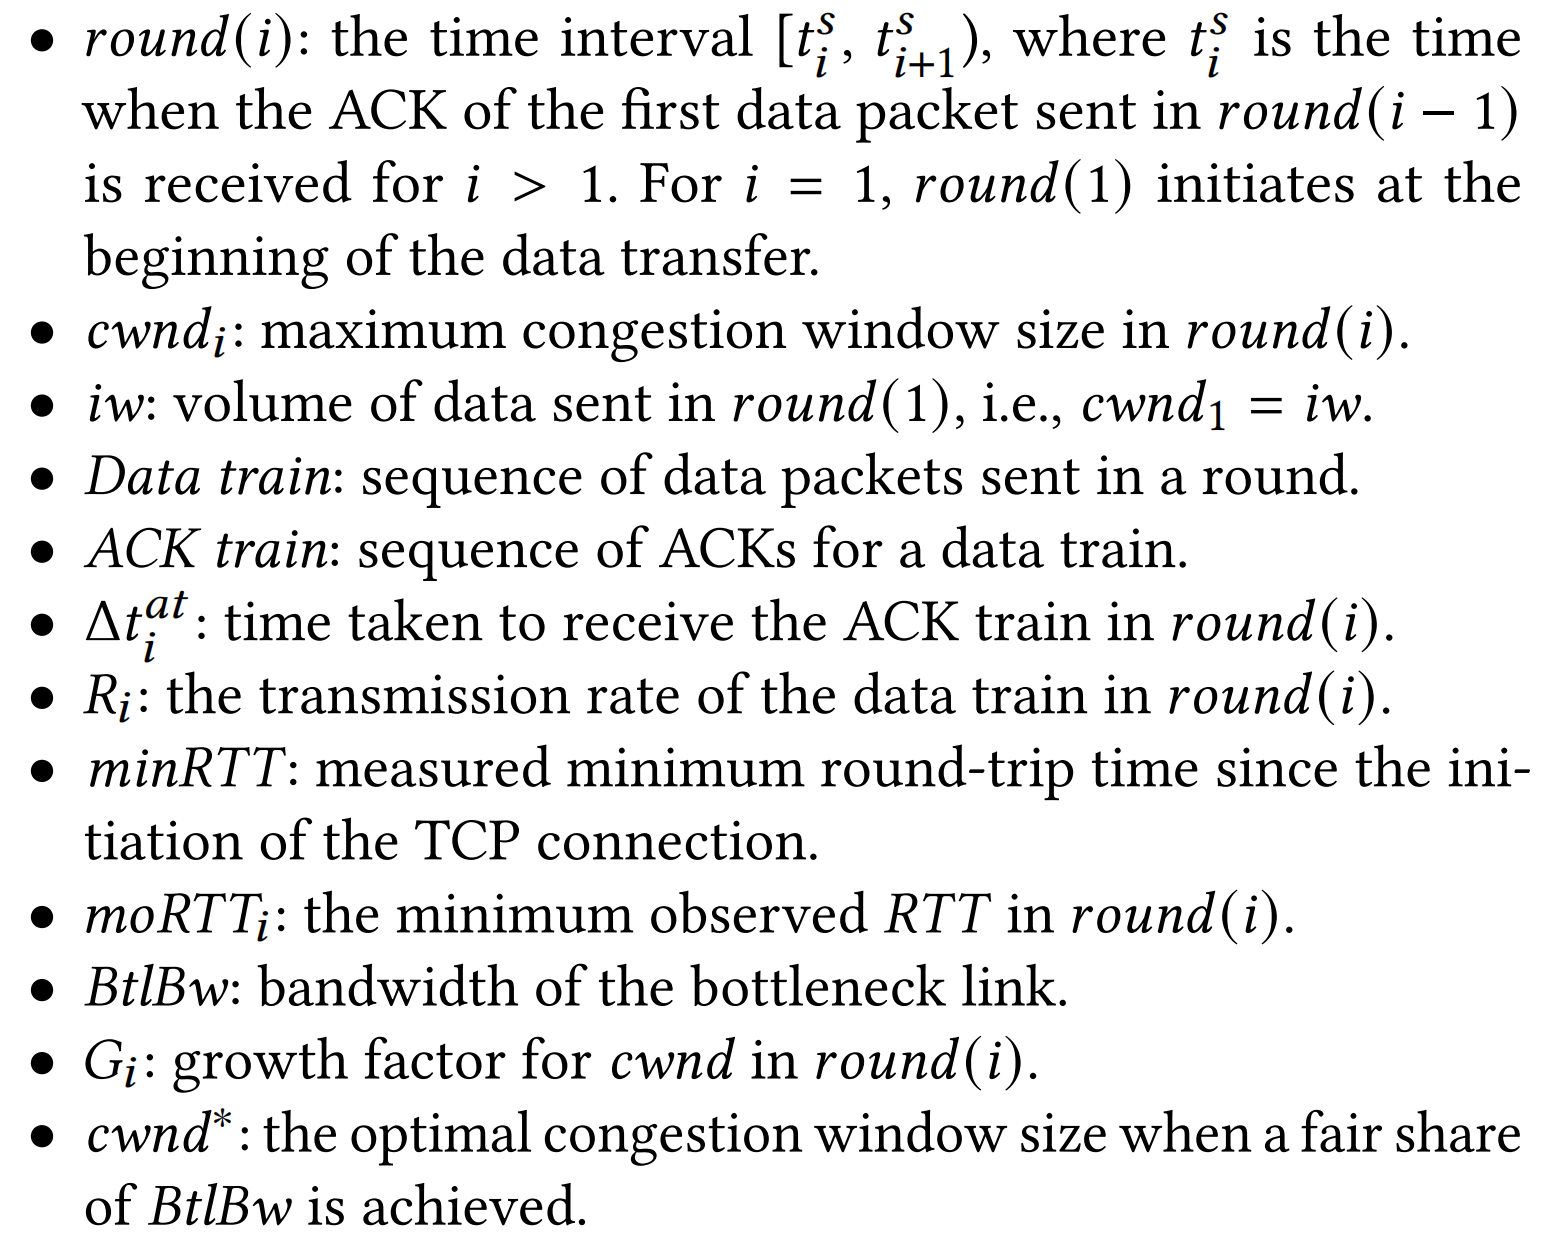 • round(i): the time interval [t_i^s, t_{i+1}^s), where t_i^s is the time
when the ACK of the first data packet sent in round(i − 1)
is received for i > 1. For i = 1, round(1) initiates at the
beginning of the data transfer.
• cwnd_i: maximum congestion window size in round(i).
• iw: volume of data sent in round(1), i.e., cwnd_1 = iw.
• Data train: sequence of data packets sent in a round.
• ACK train: sequence of ACKs for a data train.
• Δt_i^{at}: time taken to receive the ACK train in round(i).
• R_i: the transmission rate of the data train in round(i).
• minRTT: measured minimum round-trip time since the ini-
tiation of the TCP connection.
• moRTT_i: the minimum observed RTT in round(i).
• BtlBw: bandwidth of the bottleneck link.
• G_i: growth factor for cwnd in round(i).
• cwnd*: the optimal congestion window size when a fair share
of BtlBw is achieved.